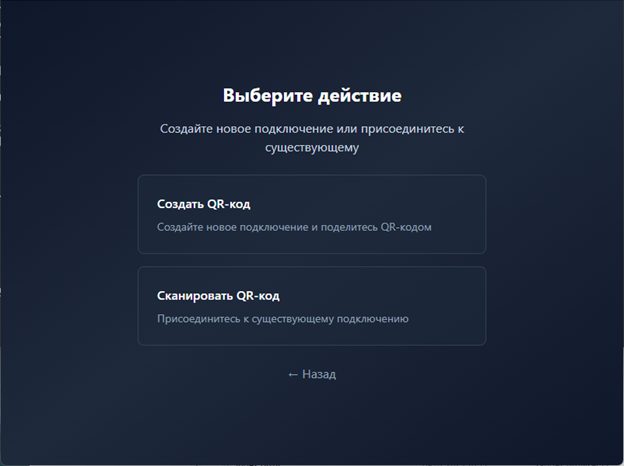 Выберите действие
Создайте новое подключение или присоединитесь к
существующему
Создать QR-код
Создайте новое подключение и поделитесь QR-кодом
Сканировать QR-код
Присоединитесь к существующему подключению
← Назад